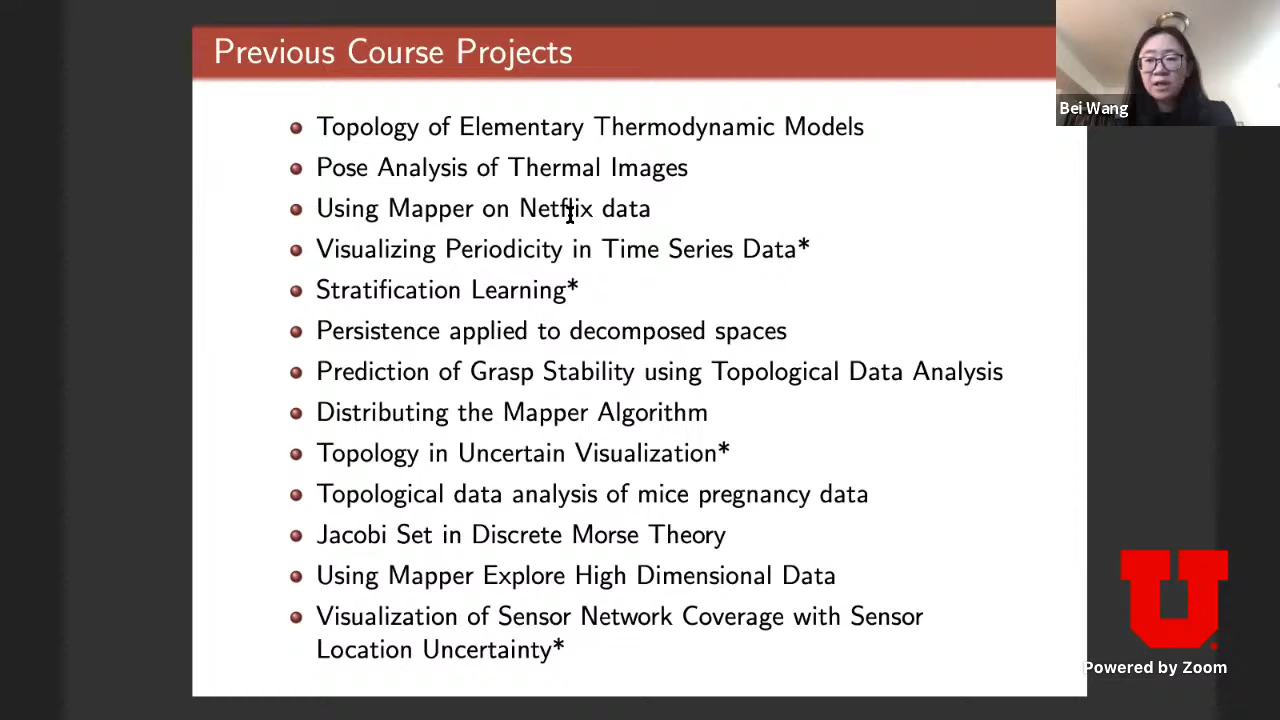 Previous Course Projects
Bei Wang
Topology of Elementary Thermodynamic Models
Pose Analysis of Thermal Images
Using Mapper on Netflix data
Visualizing Periodicity in Time Series Data*
Stratification Learning*
Persistence applied to decomposed spaces
Prediction of Grasp Stability using Topological Data Analysis
Distributing the Mapper Algorithm
Topology in Uncertain Visualization*
Topological data analysis of mice pregnancy data
Jacobi Set in Discrete Morse Theory
Using Mapper Explore High Dimensional Data
Visualization of Sensor Network Coverage with Sensor
Location Uncertainty*
U
Powered by Zoom